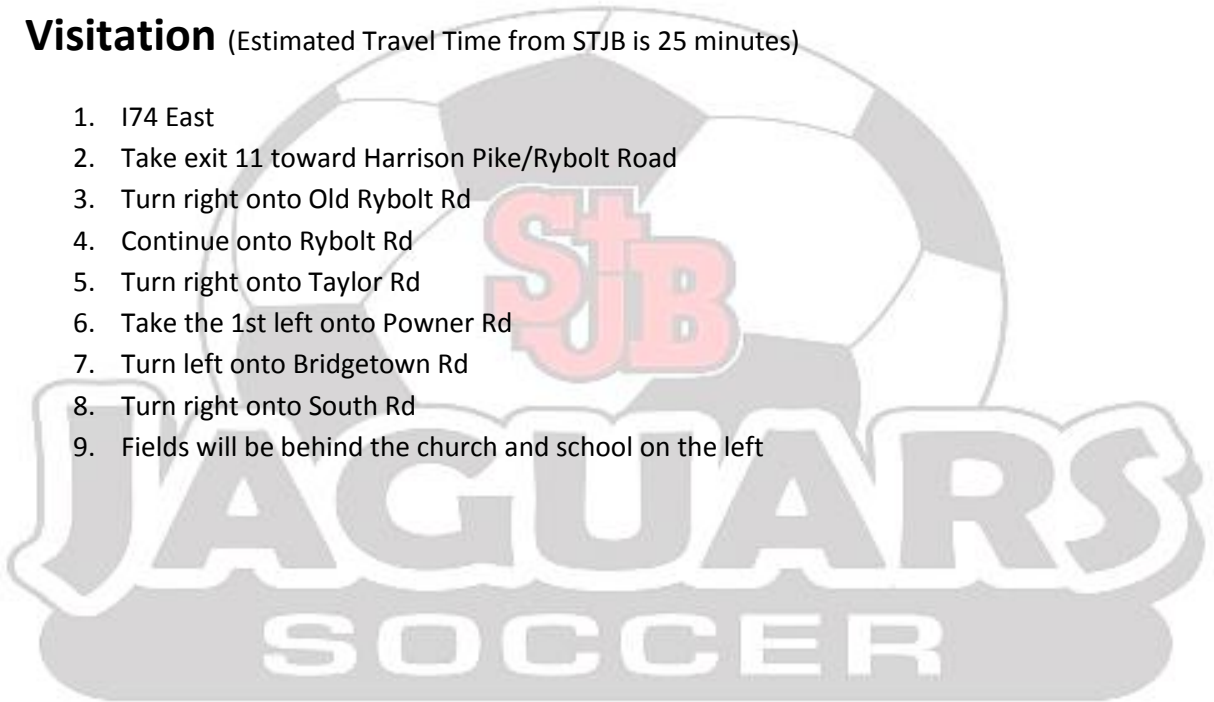 Visitation (Estimated Travel Time from STJB is 25 minutes)
1. I74 East
2. Take exit 11 toward Harrison Pike/Rybolt Road
3. Turn right onto Old Rybolt Rd
4. Continue onto Rybolt Rd
5. Turn right onto Taylor Rd
6. Take the 1st left onto Powner Rd
7. Turn left onto Bridgetown Rd
8. Turn right onto South Rd
9. Fields will be behind the church and school on the left
StJB
JAGUARS
SOCCER